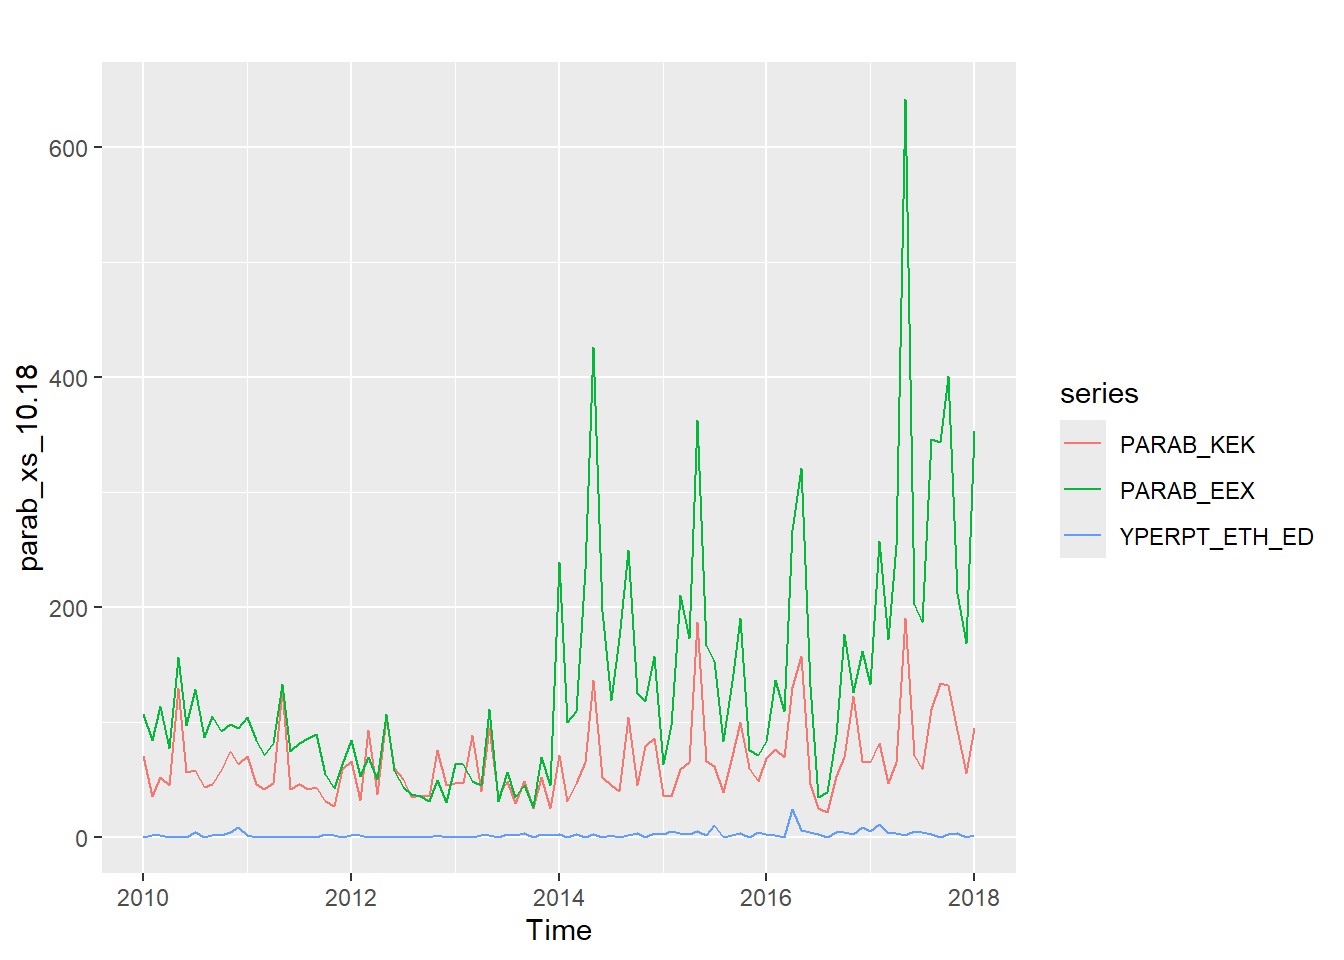 600
400
200
0
parab_xs_10.18
2010 2012 2014 2016 2018
Time
series
PARAB_KEK
PARAB_EEX
YPERPT_ETH_ED